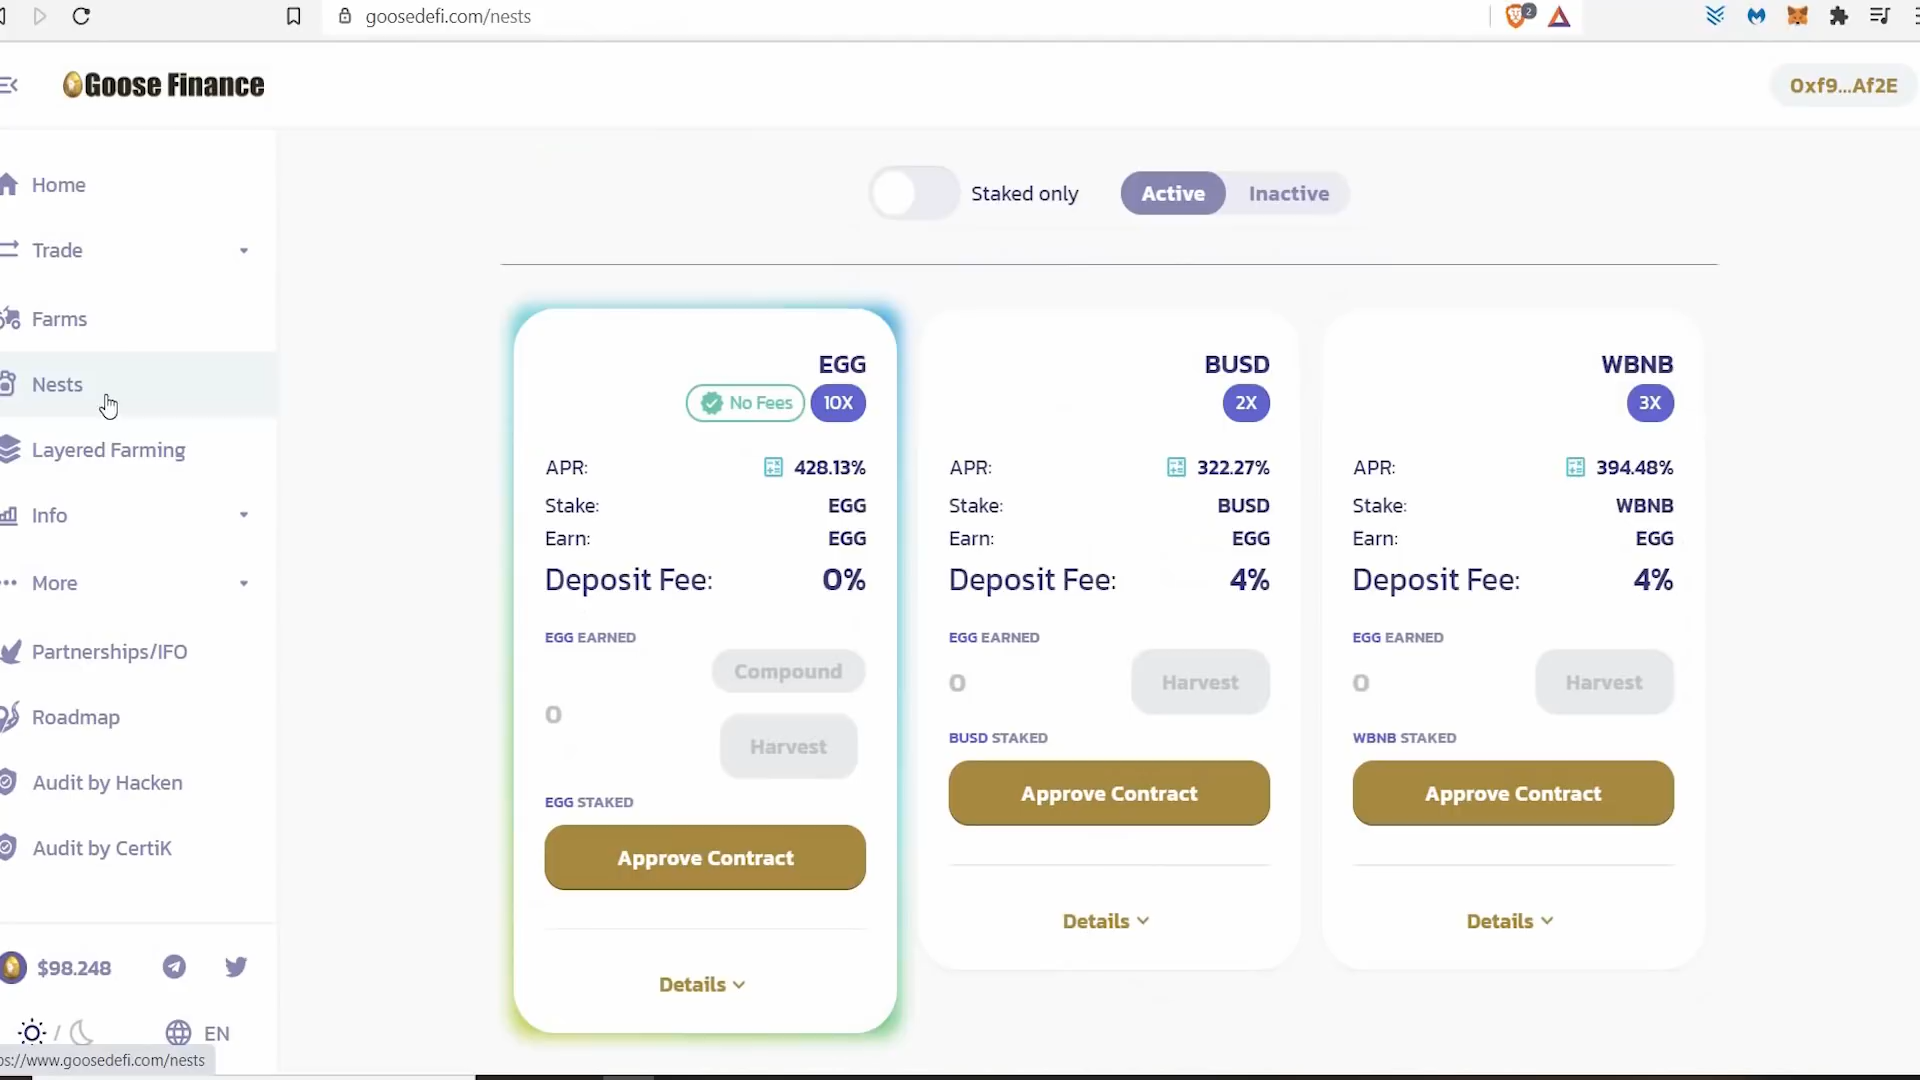 goosedefi.com/nests
2
Goose Finance
0xf9...Af2E
Home
Trade
Farms
Nests
Layered Farming
Info
More
Partnerships/IFO
Roadmap
Audit by Hacken
Audit by CertiK
$98.248
/
EN
ps://www.goosedefi.com/nests
Staked only
Active
Inactive
EGG
No Fees
10X
APR:
428.13%
Stake:
EGG
Earn:
EGG
Deposit Fee:
0%
EGG EARNED
0
Compound
Harvest
EGG STAKED
Approve Contract
Details
BUSD
2X
APR:
322.27%
Stake:
BUSD
Earn:
EGG
Deposit Fee:
4%
EGG EARNED
0
Harvest
BUSD STAKED
Approve Contract
Details
WBNB
3X
APR:
394.48%
Stake:
WBNB
Earn:
EGG
Deposit Fee:
4%
EGG EARNED
0
Harvest
WBNB STAKED
Approve Contract
Details